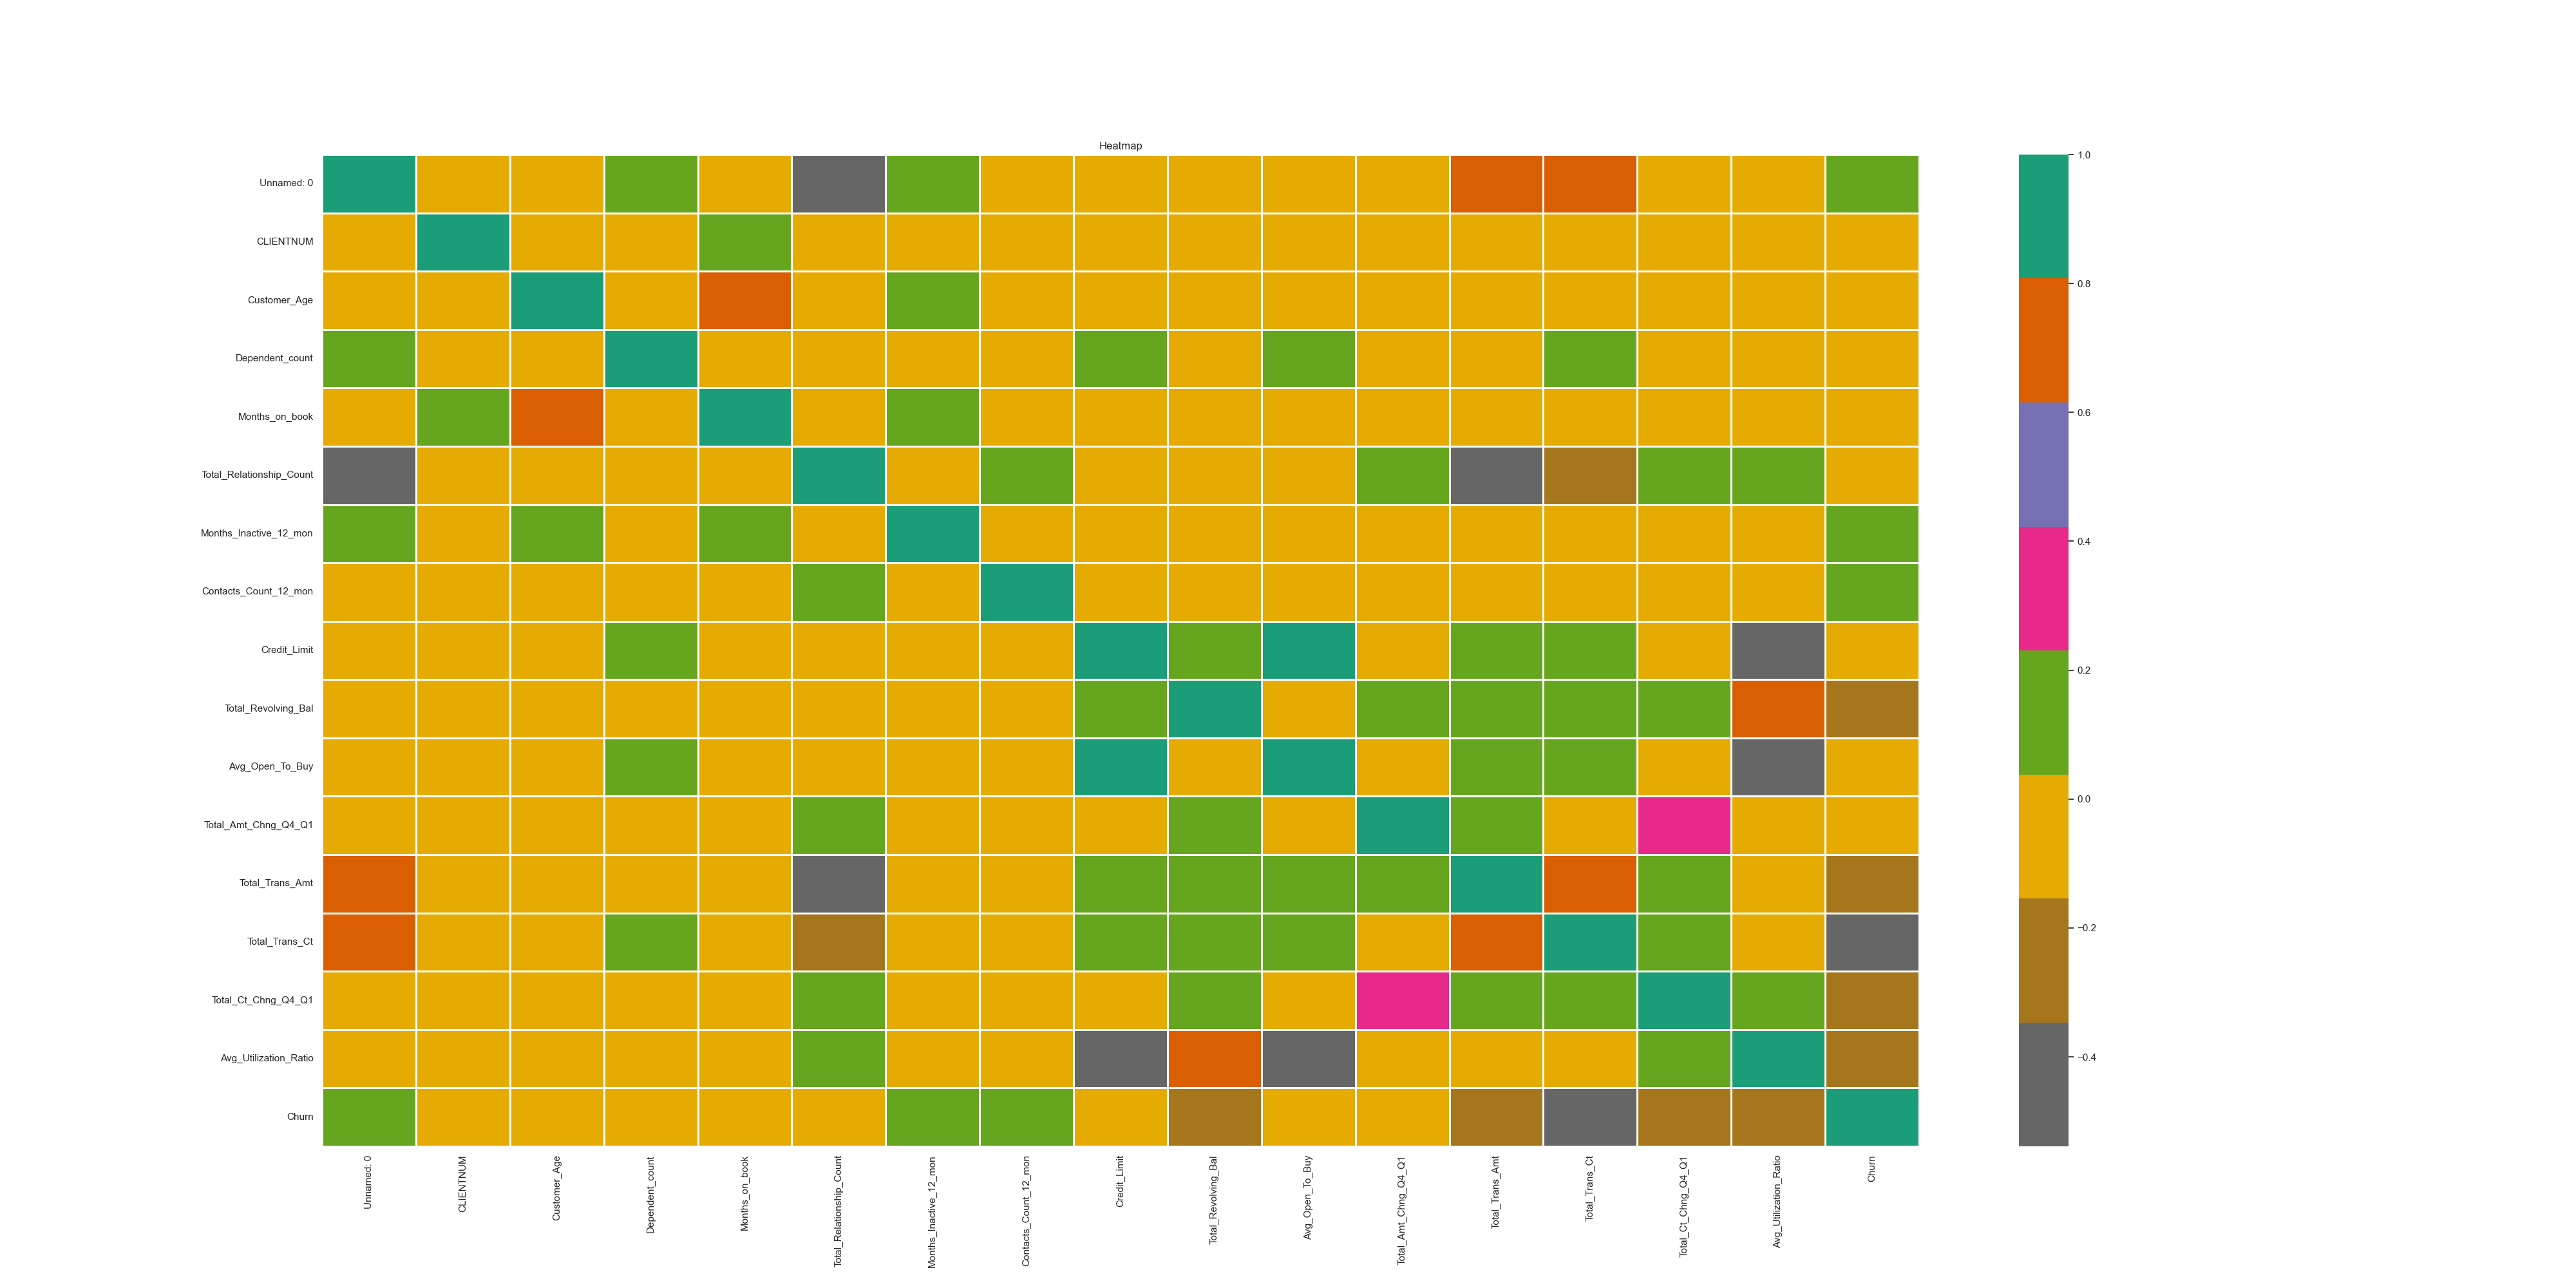 Heatmap
Unnamed: 0
CLIENTNUM
Customer_Age
Dependent_count
Months_on_book
Total_Relationship_Count
Months_Inactive_12_mon
Contacts_Count_12_mon
Credit_Limit
Total_Revolving_Bal
Avg_Open_To_Buy
Total_Amt_Chng_Q4_Q1
Total_Trans_Amt
Total_Trans_Ct
Total_Ct_Chng_Q4_Q1
Avg_Utilization_Ratio
Churn
Unnamed: 0
CLIENTNUM
Customer_Age
Dependent_count
Months_on_book
Total_Relationship_Count
Months_Inactive_12_mon
Contacts_Count_12_mon
Credit_Limit
Total_Revolving_Bal
Avg_Open_To_Buy
Total_Amt_Chng_Q4_Q1
Total_Trans_Amt
Total_Trans_Ct
Total_Ct_Chng_Q4_Q1
Avg_Utilization_Ratio
Churn
1.0
0.8
0.6
0.4
0.2
0.0
−0.2
−0.4